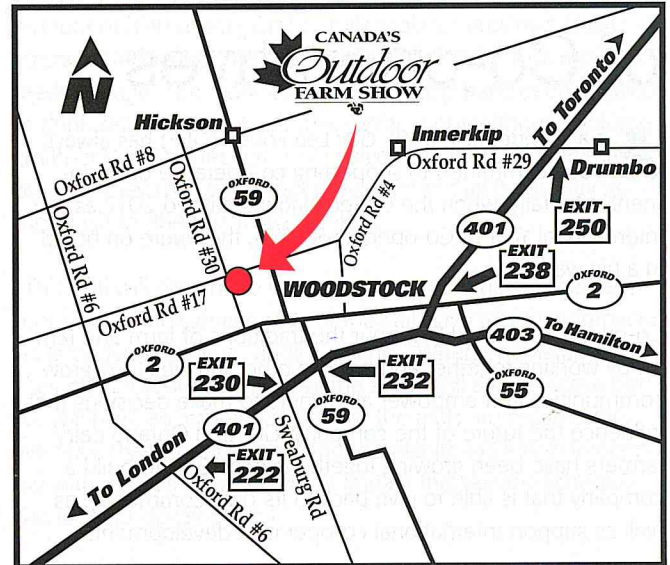 CANADA'S
Outdoor
FARM SHOW
N
Hickson
Oxford Rd #8
OXFORD
59
Innerkip
Oxford Rd #29
To Toronto
Drumbo
Oxford Rd #4
Oxford Rd #30
Oxford Rd #6
401
EXIT
250
EXIT
238
Oxford Rd #17
WOODSTOCK
OXFORD
2
403
To Hamilton
OXFORD
2
EXIT
230
EXIT
232
OXFORD
55
OXFORD
59
401
EXIT
222
Sweaburg Rd
To London
Oxford Rd #6